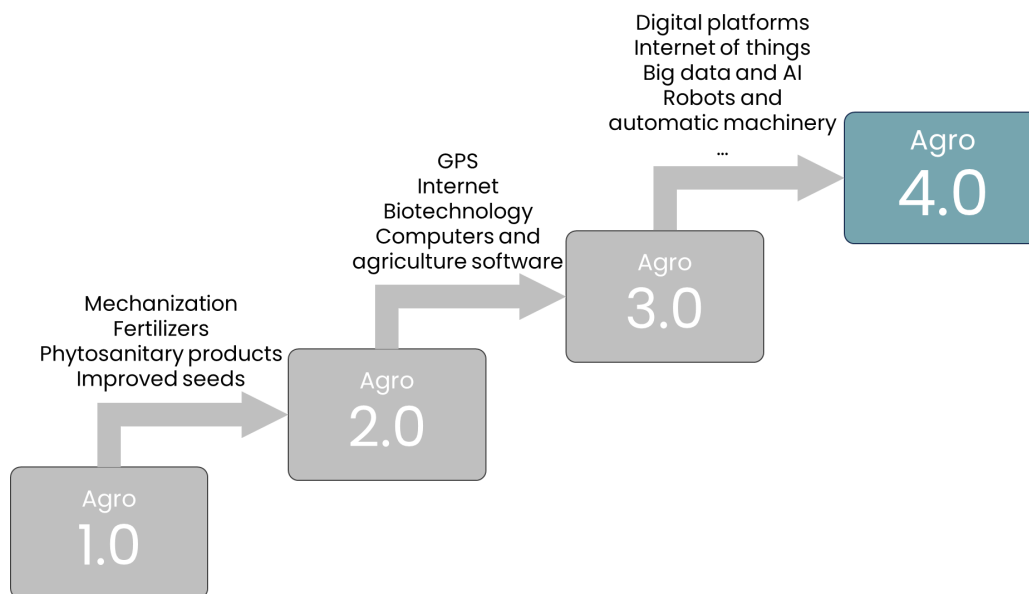 Digital platforms
Internet of things
Big data and AI
Robots and
automatic machinery
...
Agro
4.0
GPS
Internet
Biotechnology
Computers and
agriculture software
Agro
3.0
Mechanization
Fertilizers
Phytosanitary products
Improved seeds
Agro
2.0
Agro
1.0